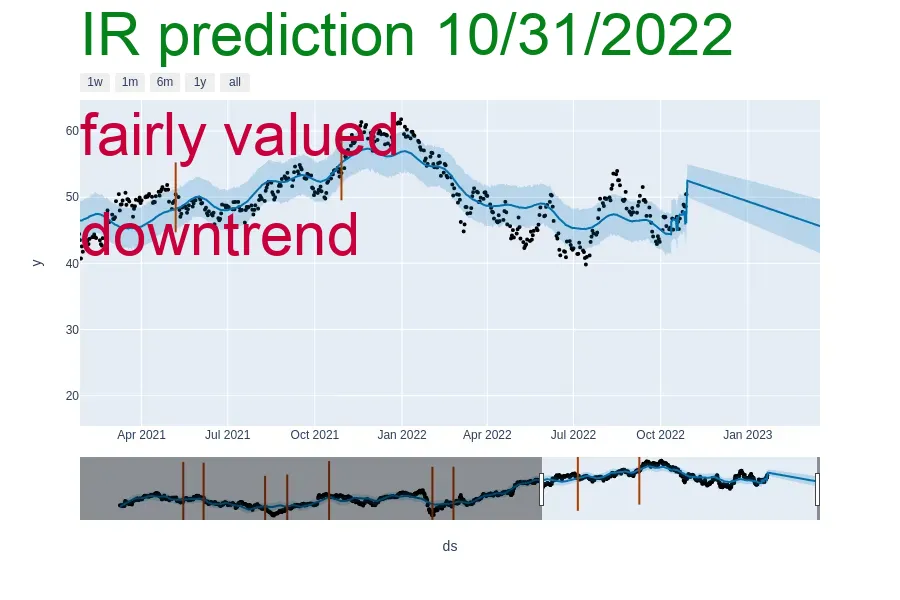 IR prediction 10/31/2022
1w 1m 6m 1y all
fairly valued
downtrend
60
50
40
30
20
y
Apr 2021 Jul 2021 Oct 2021 Jan 2022 Apr 2022 Jul 2022 Oct 2022 Jan 2023
ds